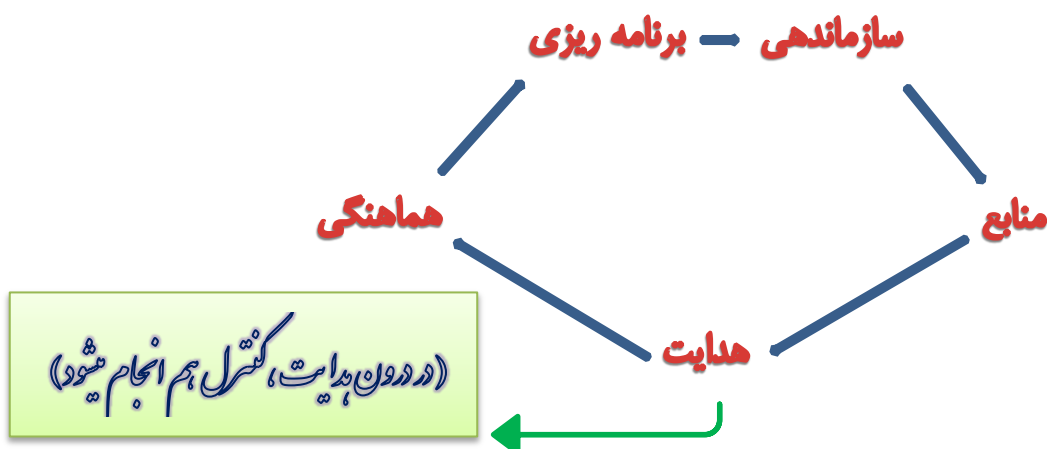 برنامه ریزی
سازماندهی
منابع
هدایت
هماهنگی
(در درون هدایت، کنترل هم انجام میشود)